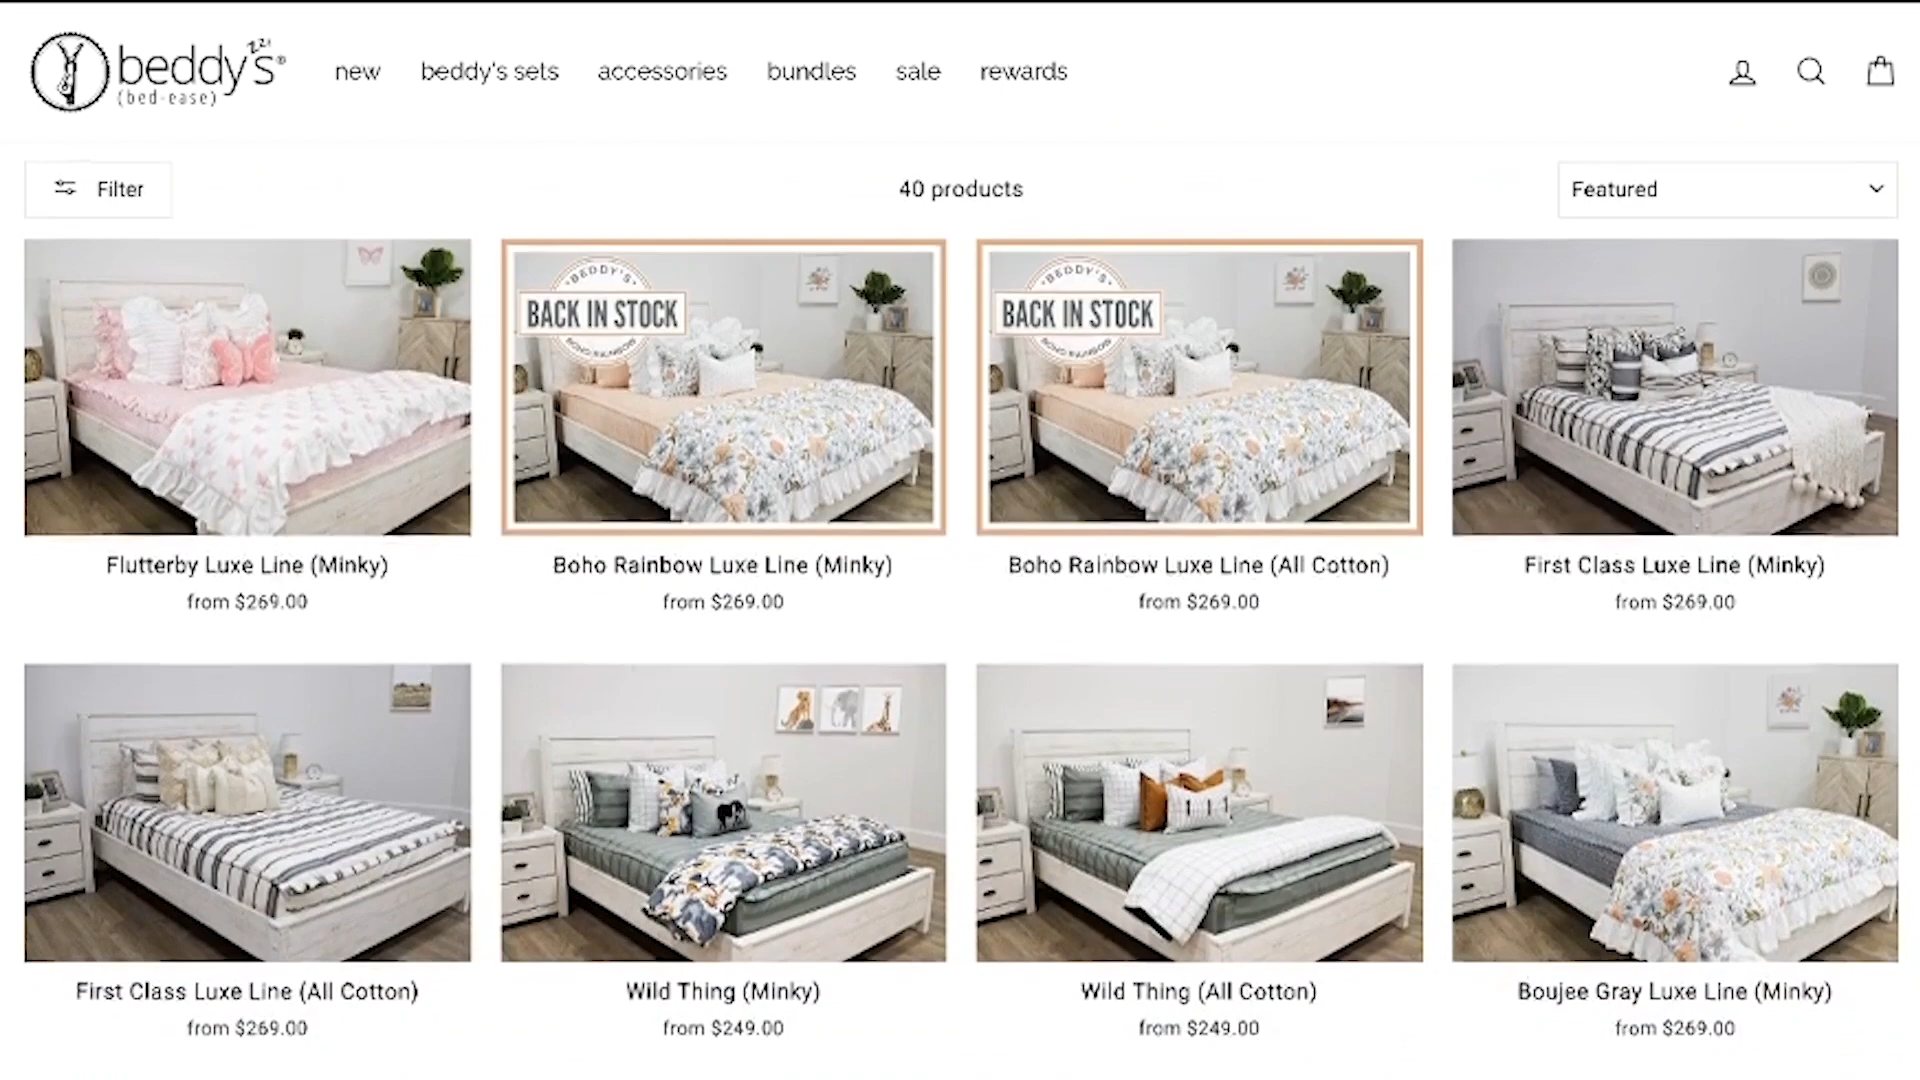 beddy's®
(bed-ease)
new
beddy's sets
accessories
bundles
sale
rewards
Filter
40 products
Featured
BEDDY'S
BACK IN STOCK
BOHO RAINBOW
BEDDY'S
BACK IN STOCK
BOHO RAINBOW
Flutterby Luxe Line (Minky)
from $269.00
Boho Rainbow Luxe Line (Minky)
from $269.00
Boho Rainbow Luxe Line (All Cotton)
from $269.00
First Class Luxe Line (Minky)
from $269.00
First Class Luxe Line (All Cotton)
from $269.00
Wild Thing (Minky)
from $249.00
Wild Thing (All Cotton)
from $249.00
Boujee Gray Luxe Line (Minky)
from $269.00